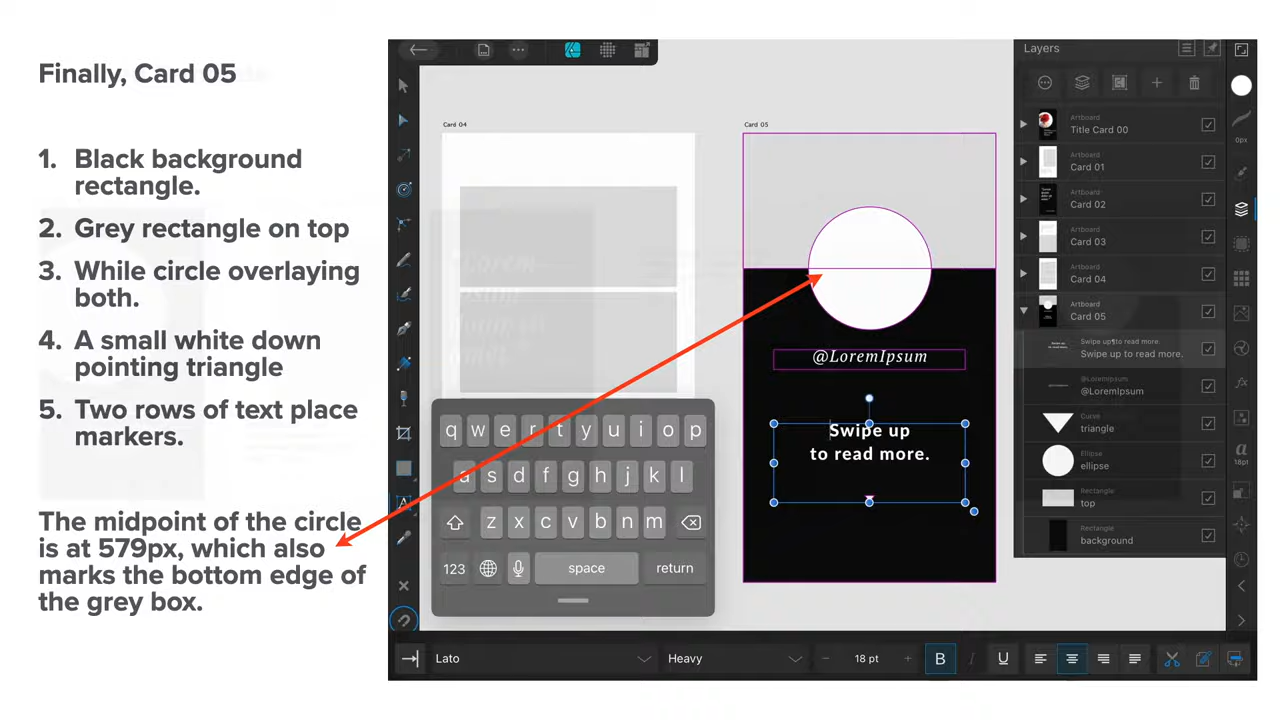 Finally, Card 05
1. Black background
rectangle.
2. Grey rectangle on top
3. While circle overlaying
both.
4. A small white down
pointing triangle
5. Two rows of text place
markers.
The midpoint of the circle
is at 579px, which also
marks the bottom edge of
the grey box.
Card 04
Card 05
@LoremIpsum
Swipe up
to read more.
q w e r t y u i o p
a s d f g h j k l
z x c v b n m
123
space
return
Layers
Artboard
Title Card 00
Artboard
Card 01
Artboard
Card 02
Artboard
Card 03
Artboard
Card 04
Artboard
Card 05
Swipe up¶to read more.
Swipe up to read more.
@LoremIpsum
@LoremIpsum
Curve
triangle
Ellipse
ellipse
Rectangle
top
Rectangle
background
0px
fx
a
18pt
A
Lato
Heavy
18 pt
B
I
U